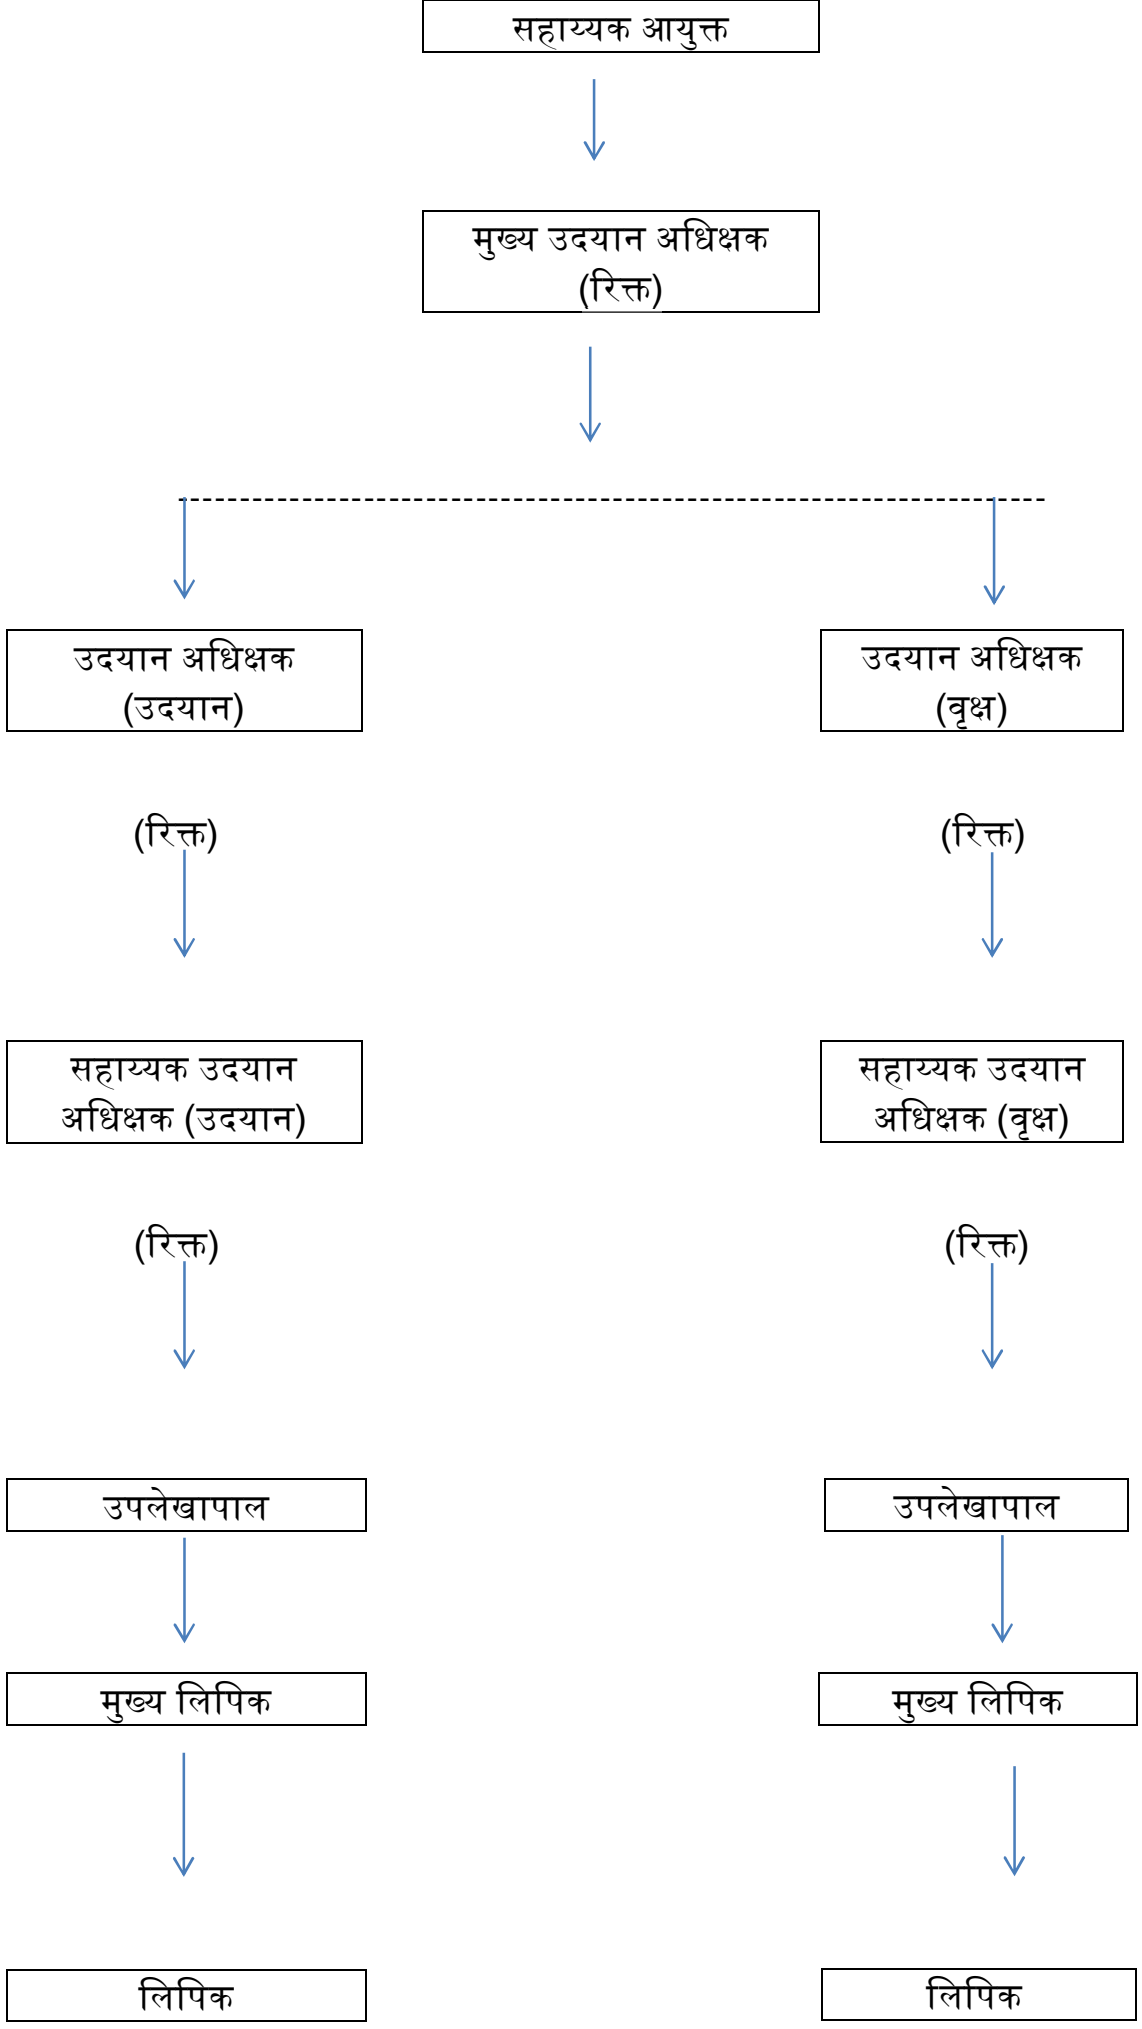 सहाय्यक आयुक्त
मुख्य उदयान अधिक्षक
(रिक्त)
उदयान अधिक्षक
(उदयान)
उदयान अधिक्षक
(वृक्ष)
(रिक्त)
(रिक्त)
सहाय्यक उदयान
अधिक्षक (उदयान)
सहाय्यक उदयान
अधिक्षक (वृक्ष)
(रिक्त)
(रिक्त)
उपलेखापाल
उपलेखापाल
मुख्य लिपिक
मुख्य लिपिक
लिपिक
लिपिक